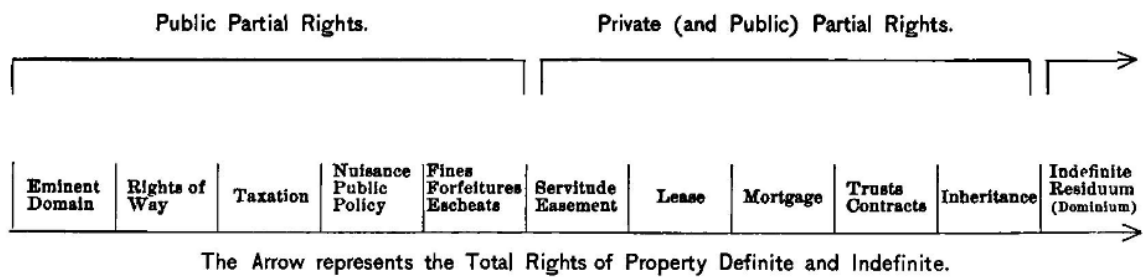 Public Partial Rights.
Private (and Public) Partial Rights.
Eminent
Domain
Rights of
Way
Taxation
Nuisance
Public
Policy
Fines
Forfeitures
Escheats
Servitude
Easement
Lease
Mortgage
Trusts
Contracts
Inheritance
Indefinite
Residuum
(Dominium)
The Arrow represents the Total Rights of Property Definite and Indefinite.